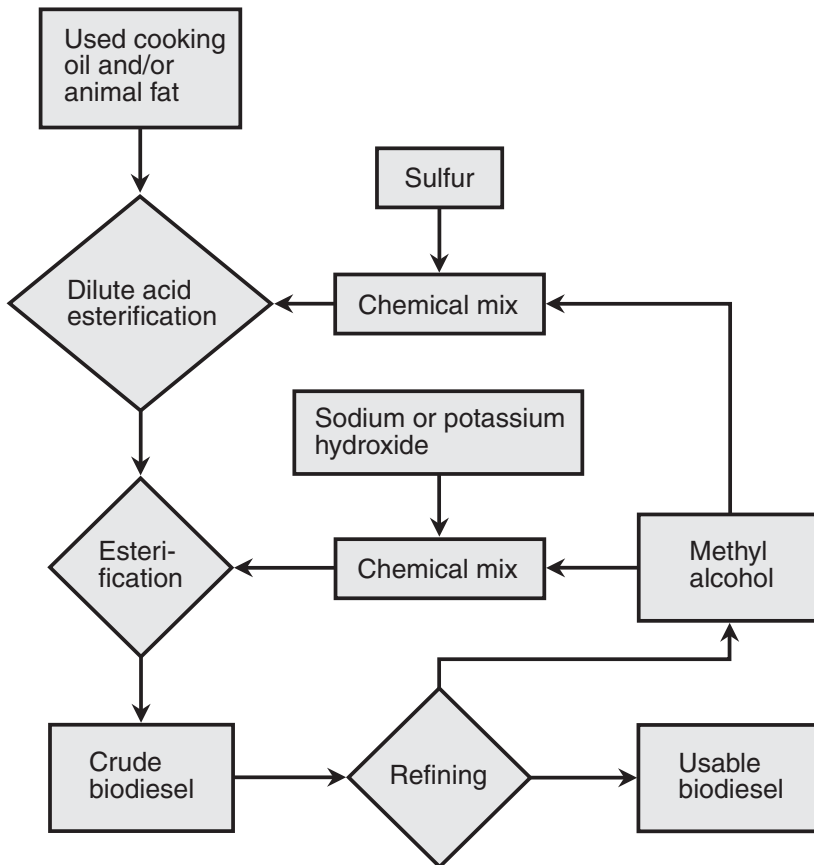 Used cooking
oil and/or
animal fat
Sulfur
Dilute acid
esterification
Chemical mix
Sodium or potassium
hydroxide
Esteri-
fication
Chemical mix
Methyl
alcohol
Crude
biodiesel
Refining
Usable
biodiesel